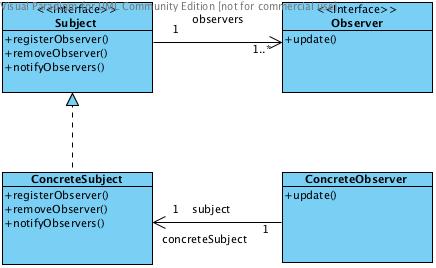 Visual Paradigm for UML Community Edition [not for commercial use]
<<Interface>>
Subject
+registerObserver()
+removeObserver()
+notifyObservers()
observers
1
1..*
<<Interface>>
Observer
+update()
ConcreteSubject
+registerObserver()
+removeObserver()
+notifyObservers()
1 subject
1
concreteSubject
ConcreteObserver
+update()